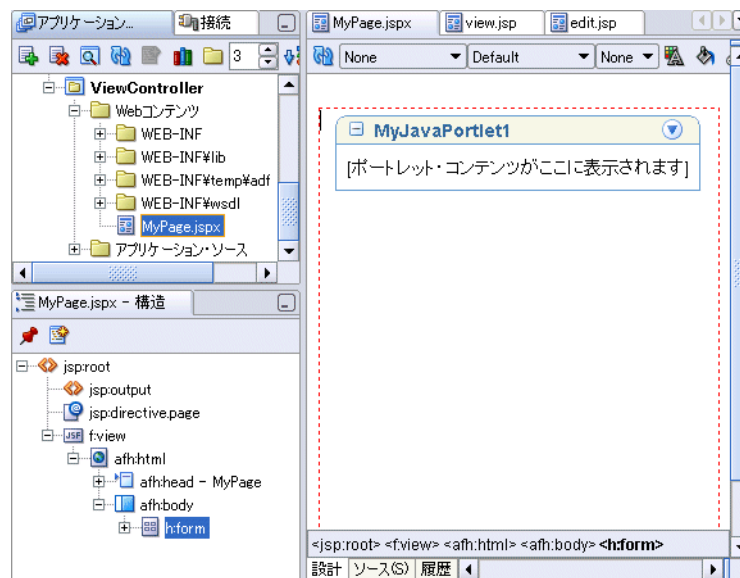 アプリケーション...
接続
3
ViewController
Webコンテンツ
WEB-INF
WEB-INF¥lib
WEB-INF¥temp¥adf
WEB-INF¥wsdl
MyPage.jspx
アプリケーション・ソース
MyPage.jspx - 構造
jsp:root
jsp:output
jsp:directive.page
JSF f:view
afh:html
afh:head - MyPage
afh:body
h:form
MyPage.jspx
view.jsp
edit.jsp
None
Default
None
MyJavaPortlet1
[ポートレット・コンテンツがここに表示されます]
<jsp:root> <f:view> <afh:html> <afh:body> <h:form>
設計
ソース(S)
履歴